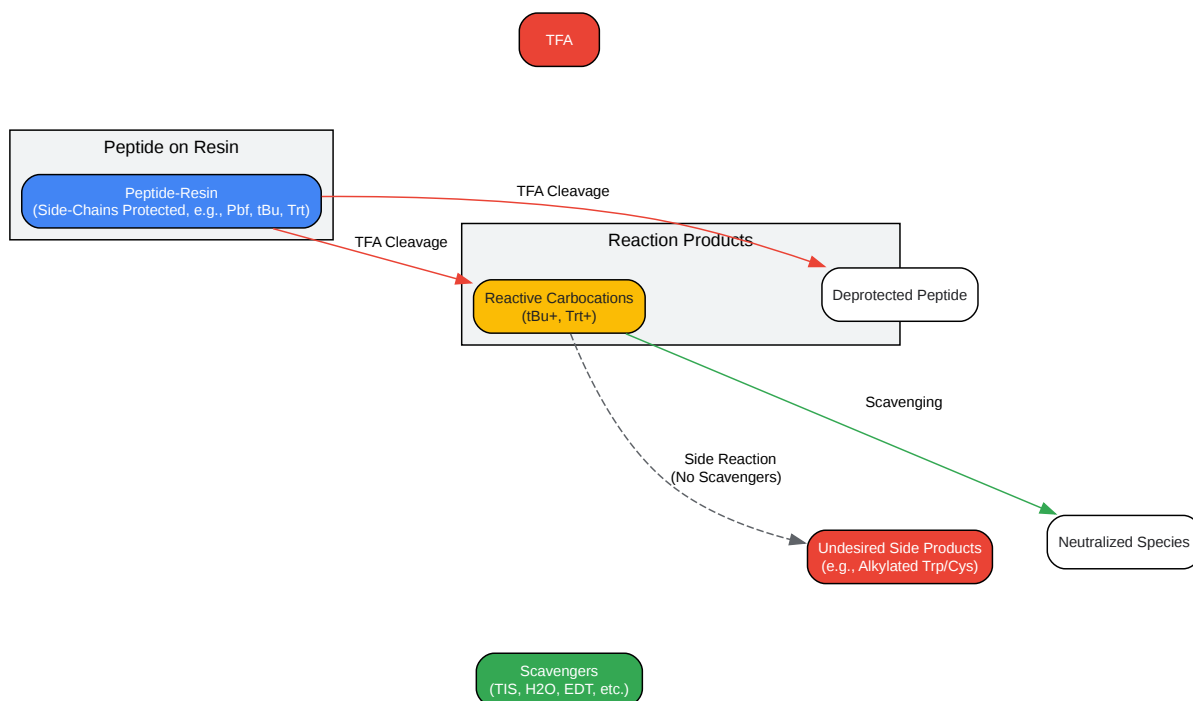 TFA
Peptide on Resin
Peptide-Resin
(Side-Chains Protected, e.g., Pbf, tBu, Trt)
TFA Cleavage
TFA Cleavage
Reaction Products
Reactive Carbocations
(tBu+, Trt+)
Deprotected Peptide
Scavenging
Side Reaction
(No Scavengers)
Undesired Side Products
(e.g., Alkylated Trp/Cys)
Neutralized Species
Scavengers
(TIS, H2O, EDT, etc.)